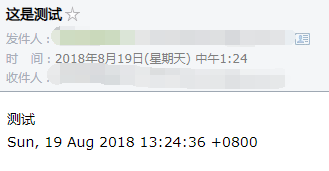 这是测试☆
发件人：
时　间：2018年8月19日(星期天) 中午1:24
收件人：
测试
Sun, 19 Aug 2018 13:24:36 +0800